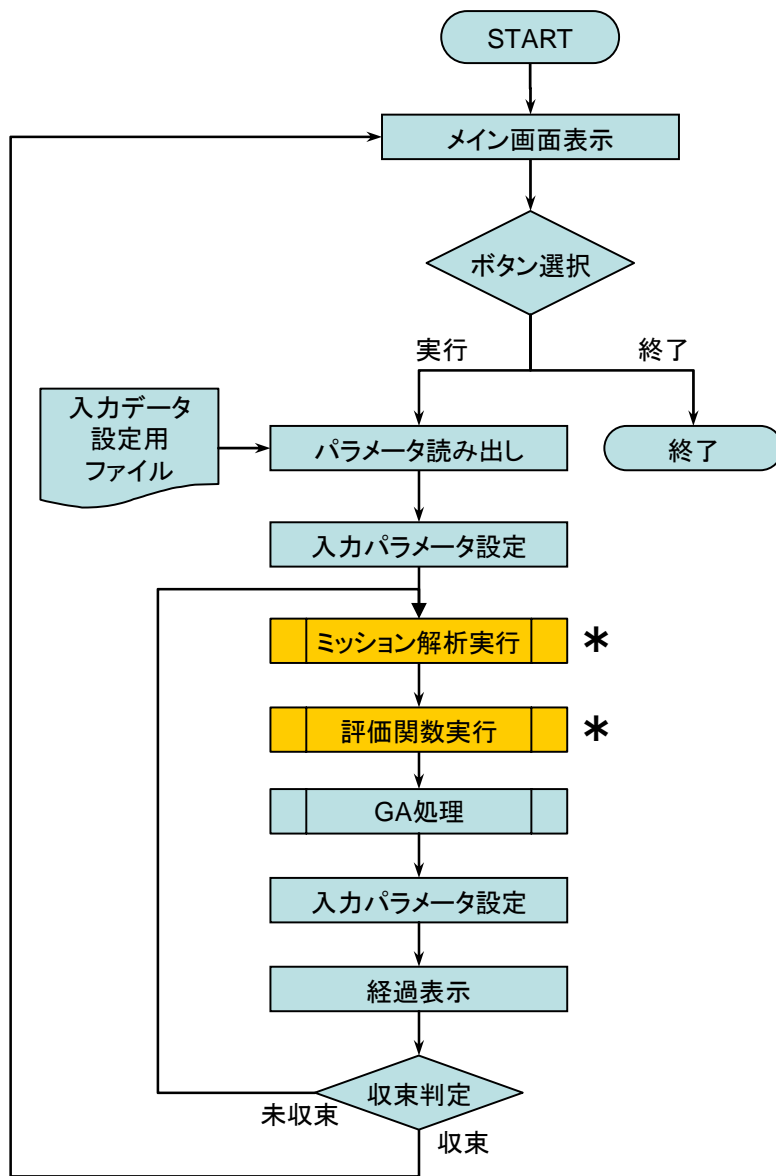 START
メイン画面表示
ボタン選択
実行
終了
入力データ
設定用
ファイル
パラメータ読み出し
終了
入力パラメータ設定
ミッション解析実行
*
評価関数実行
*
GA処理
入力パラメータ設定
経過表示
収束判定
未収束
収束